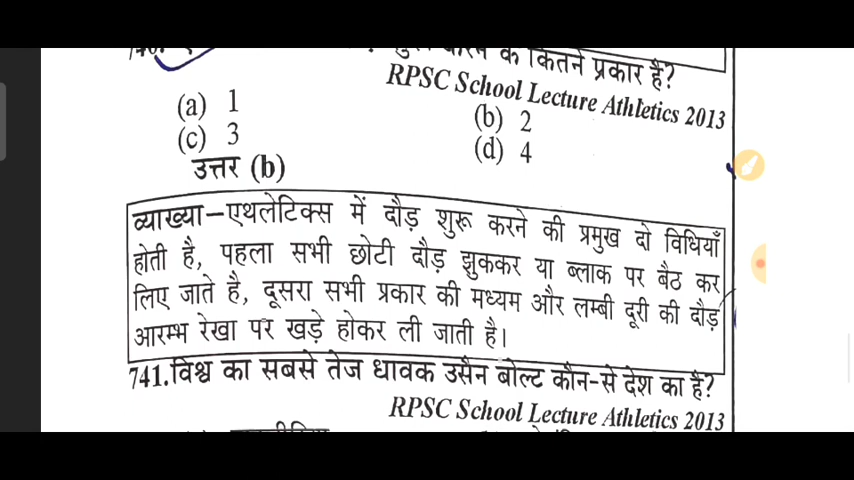 के कितने प्रकार है?
RPSC School Lecture Athletics 2013
(a) 1
(b) 2
(c) 3
(d) 4
उत्तर (b)
व्याख्या–एथलेटिक्स में दौड़ शुरू करने की प्रमुख दो विधियाँ
होती है, पहला सभी छोटी दौड़ झुककर या ब्लाक पर बैठ कर
लिए जाते है, दूसरा सभी प्रकार की मध्यम और लम्बी दूरी की दौड़
आरम्भ रेखा पर खड़े होकर ली जाती है।
741.विश्व का सबसे तेज धावक उसैन बोल्ट कौन-से देश का है?
RPSC School Lecture Athletics 2013